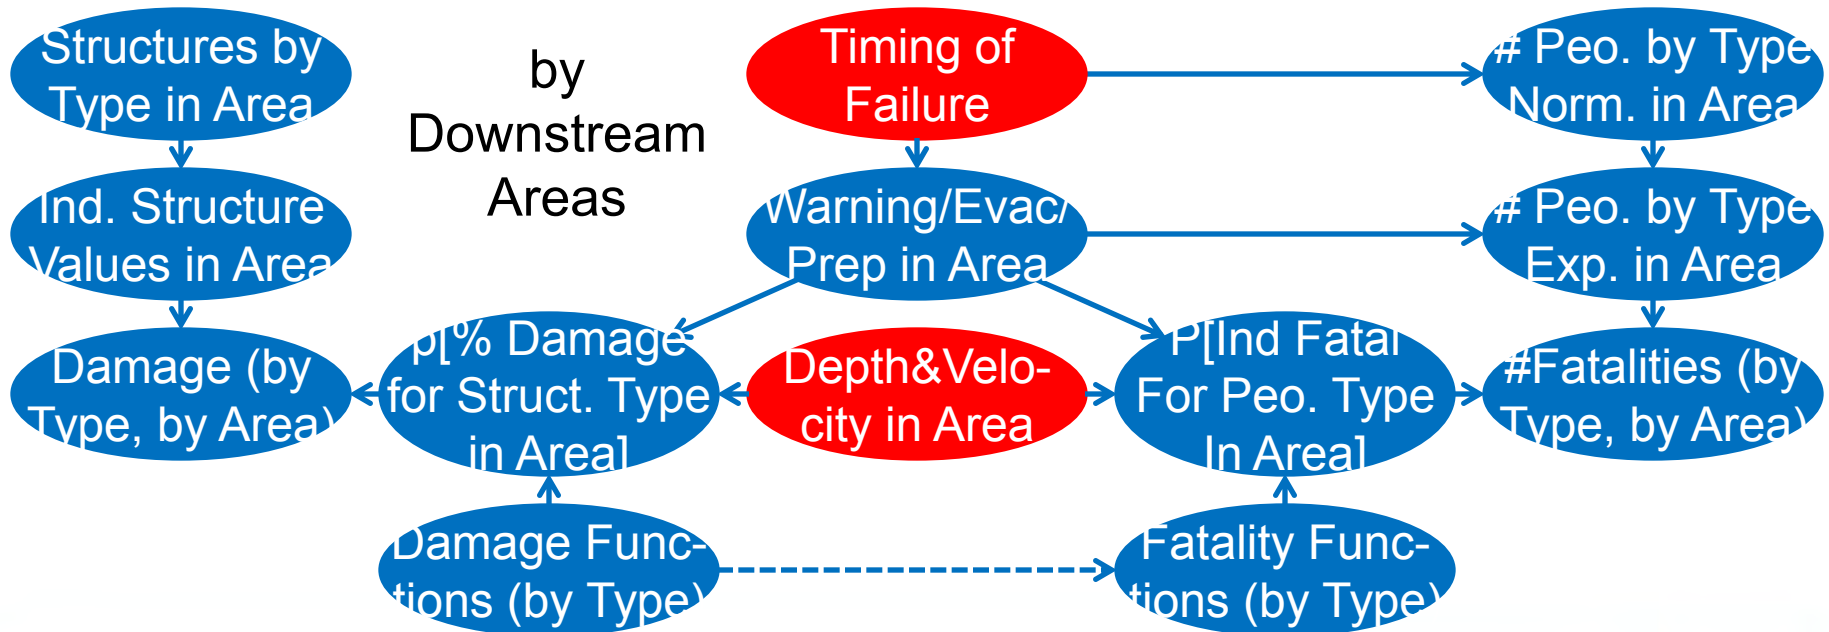 Structures by
Type in Area
by
Downstream
Areas
Timing of
Failure
# Peo. by Type
Norm. in Area
Ind. Structure
Values in Area
Warning/Evac/
Prep in Area
# Peo. by Type
Exp. in Area
Damage (by
Type, by Area)
p[% Damage
for Struct. Type
in Area]
Depth&Velo-
city in Area
P[Ind Fatal
For Peo. Type
In Area]
#Fatalities (by
Type, by Area)
Damage Func-
tions (by Type)
Fatality Func-
tions (by Type)